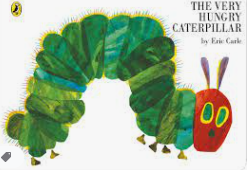 THE VERY
HUNGRY
CATERPILLAR
by Eric Carle